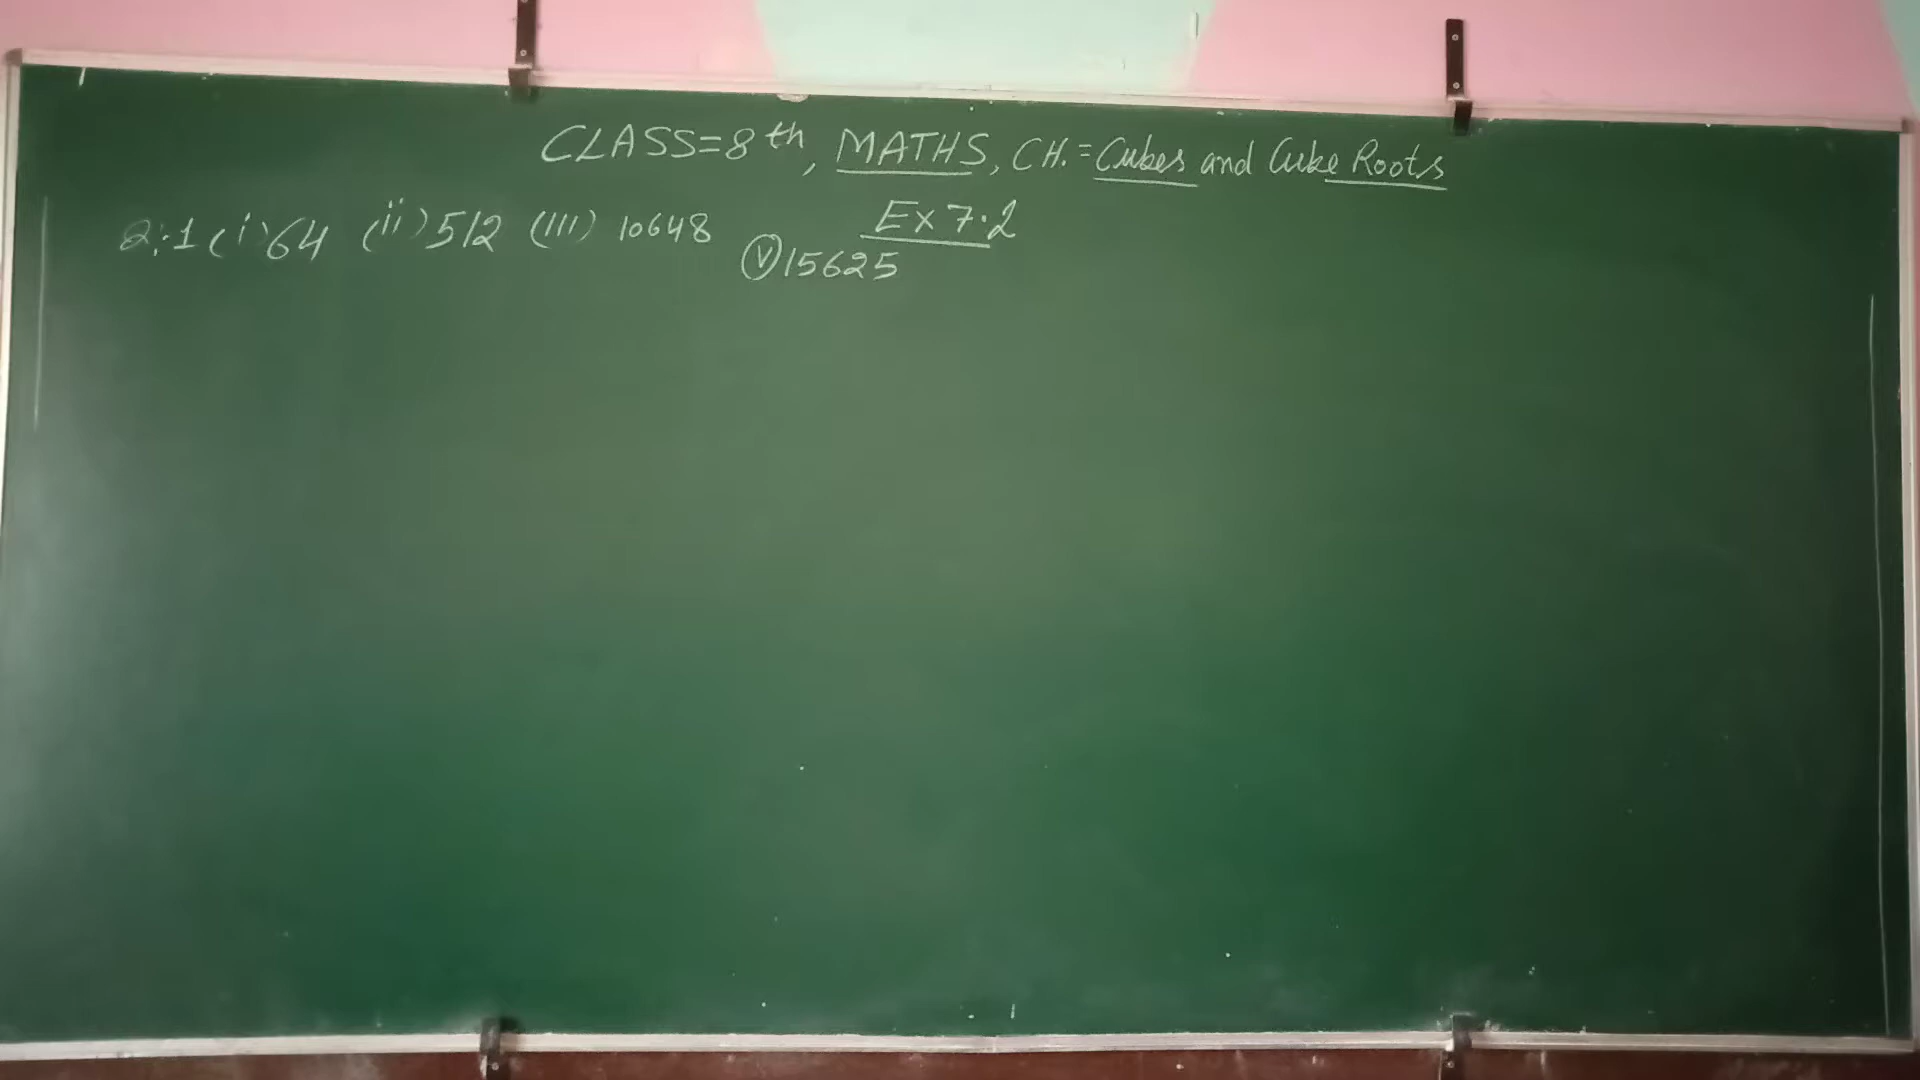 CLASS=8th, MATHS, CH.=Cubes and Cube Roots
Ex 7.2
Q.1 (i) 64 (ii) 512 (iii) 10648
(v) 15625